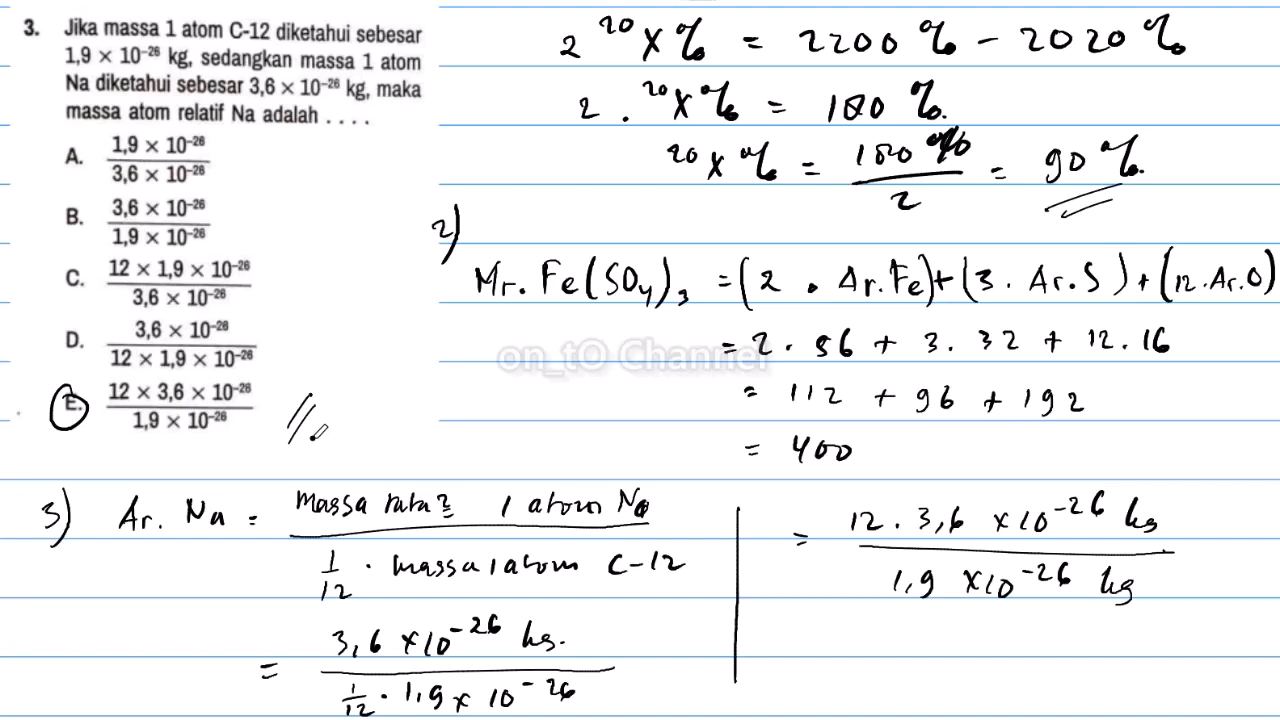 3. Jika massa 1 atom C-12 diketahui sebesar
1,9 × 10⁻²⁶ kg, sedangkan massa 1 atom
Na diketahui sebesar 3,6 × 10⁻²⁶ kg, maka
massa atom relatif Na adalah . . . .
A. 1,9 × 10⁻²⁶
3,6 × 10⁻²⁶
B. 3,6 × 10⁻²⁶
1,9 × 10⁻²⁶
C. 12 × 1,9 × 10⁻²⁶
3,6 × 10⁻²⁶
D. 3,6 × 10⁻²⁶
12 × 1,9 × 10⁻²⁶
E. 12 × 3,6 × 10⁻²⁶
1,9 × 10⁻²⁶
2 ²⁰X % = 2200 % - 2020 %
2 . ²⁰X % = 180 %.
²⁰X % = 180 % / 2 = 90 %.
2)
Mr. Fe(SO₄)₃ = (2 . Ar.Fe)+(3. Ar.S)+(12.Ar.O)
= 2. 56 + 3. 32 + 12. 16
= 112 + 96 + 192
= 400
on_tO Channel
3) Ar. Na = massa rata2 1 atom Na
1/12 . massa 1 atom C-12
= 3,6 ×10⁻²⁶ kg.
1/12 . 1,9 × 10⁻²⁶
= 12 . 3,6 ×10⁻²⁶ kg
1,9 ×10⁻²⁶ kg